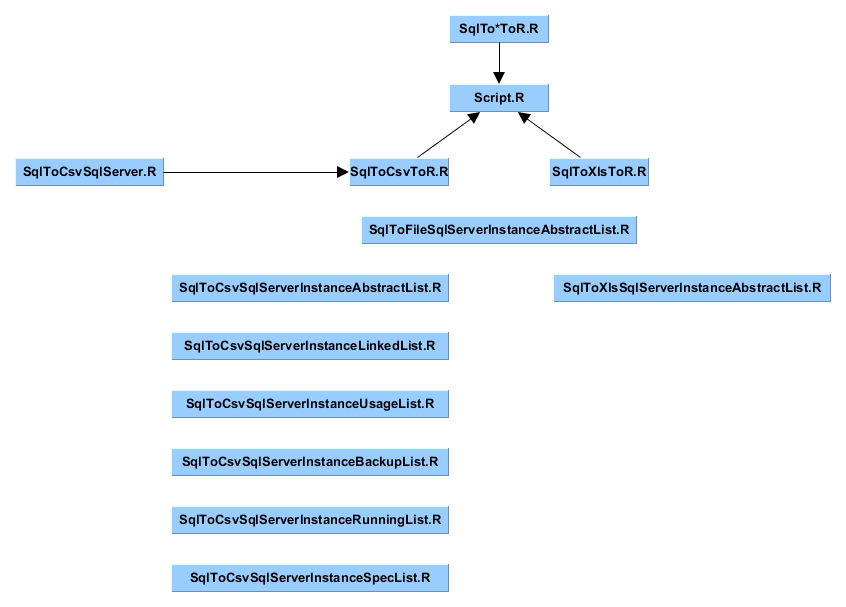 SqlTo*ToR.R
Script.R
SqlToCsvSqlServer.R
SqlToCsvToR.R
SqlToXlsToR.R
SqlToFileSqlServerInstanceAbstractList.R
SqlToCsvSqlServerInstanceAbstractList.R
SqlToXlsSqlServerInstanceAbstractList.R
SqlToCsvSqlServerInstanceLinkedList.R
SqlToCsvSqlServerInstanceUsageList.R
SqlToCsvSqlServerInstanceBackupList.R
SqlToCsvSqlServerInstanceRunningList.R
SqlToCsvSqlServerInstanceSpecList.R